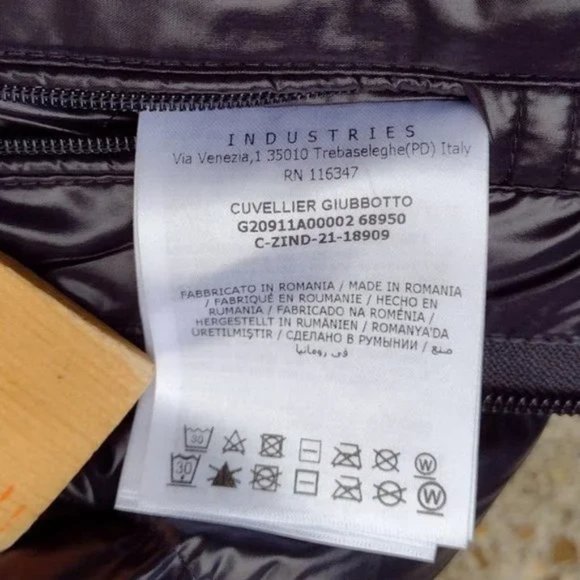 INDUSTRIES
Via Venezia,1 35010 Trebaseleghe(PD) Italy
RN 116347
CUVELLIER GIUBBOTTO
G20911A00002 68950
C-ZIND-21-18909
FABBRICATO IN ROMANIA / MADE IN ROMANIA
/ FABRIQUÉ EN ROUMANIE / HECHO EN
RUMANIA / FABRICADO NA ROMÉNIA /
HERGESTELLT IN RUMÄNIEN / ROMANYA'DA
ÜRETILMIŞTIR / СДЕЛАНО В РУМЫНИИ / صنع في رومانيا
30 W
30 W